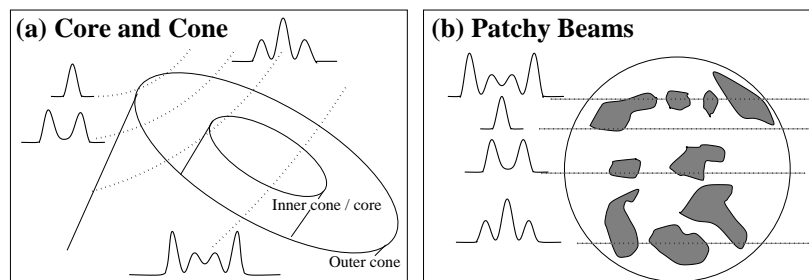 (a) Core and Cone
Inner cone / core
Outer cone
(b) Patchy Beams